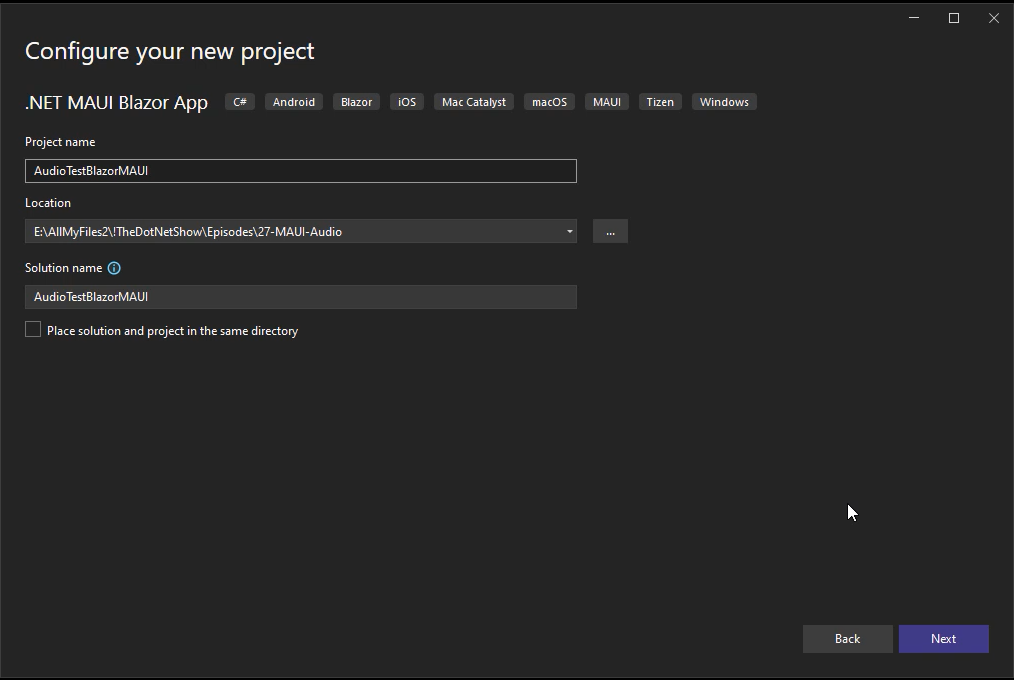 Configure your new project
.NET MAUI Blazor App C# Android Blazor iOS Mac Catalyst macOS MAUI Tizen Windows
Project name
AudioTestBlazorMAUI
Location
E:\AllMyFiles2\!TheDotNetShow\Episodes\27-MAUI-Audio ...
Solution name
AudioTestBlazorMAUI
Place solution and project in the same directory
Back Next